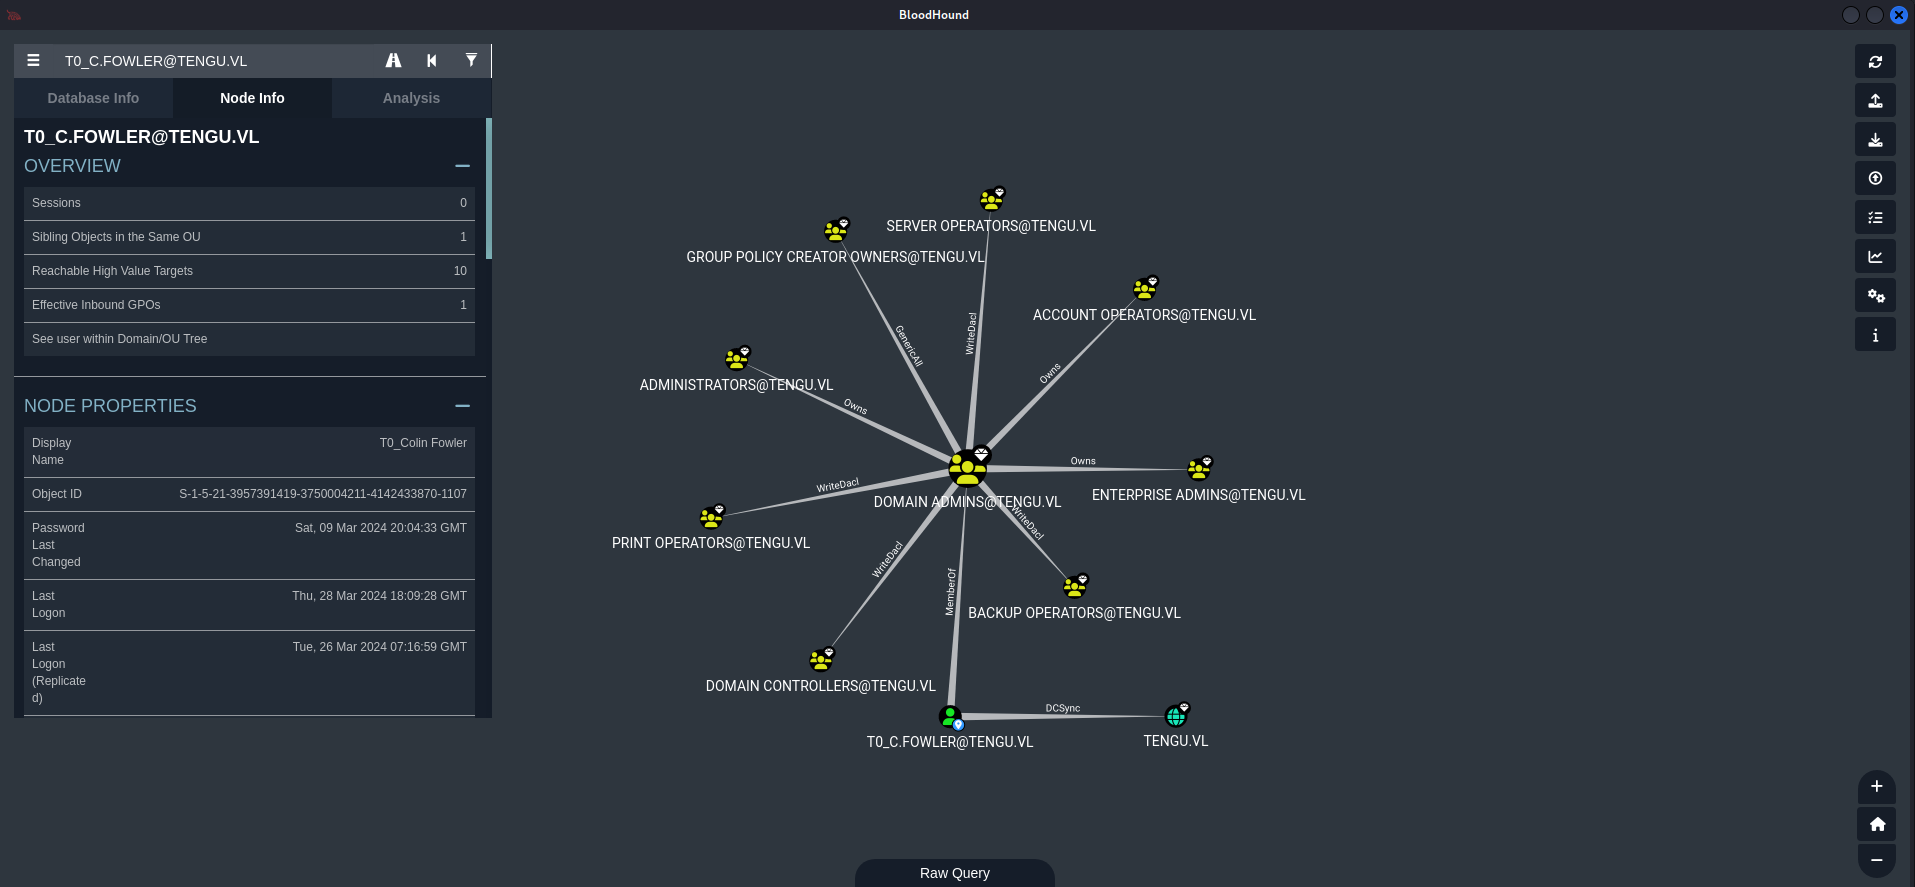 BloodHound
T0_C.FOWLER@TENGU.VL
Database Info
Node Info
Analysis
T0_C.FOWLER@TENGU.VL
OVERVIEW
Sessions 0
Sibling Objects in the Same OU 1
Reachable High Value Targets 10
Effective Inbound GPOs 1
See user within Domain/OU Tree
NODE PROPERTIES
Display T0_Colin Fowler
Name
Object ID S-1-5-21-3957391419-3750004211-4142433870-1107
Password Sat, 09 Mar 2024 20:04:33 GMT
Last
Changed
Last Thu, 28 Mar 2024 18:09:28 GMT
Logon
Last Tue, 26 Mar 2024 07:16:59 GMT
Logon
(Replicate
d)
SERVER OPERATORS@TENGU.VL
GROUP POLICY CREATOR OWNERS@TENGU.VL
ACCOUNT OPERATORS@TENGU.VL
WriteDacl
GenericAll
Owns
ADMINISTRATORS@TENGU.VL
Owns
Owns
WriteDacl
DOMAIN ADMINS@TENGU.VL
ENTERPRISE ADMINS@TENGU.VL
WriteDacl
PRINT OPERATORS@TENGU.VL
WriteDacl
MemberOf
BACKUP OPERATORS@TENGU.VL
DOMAIN CONTROLLERS@TENGU.VL
DCSync
T0_C.FOWLER@TENGU.VL
TENGU.VL
Raw Query